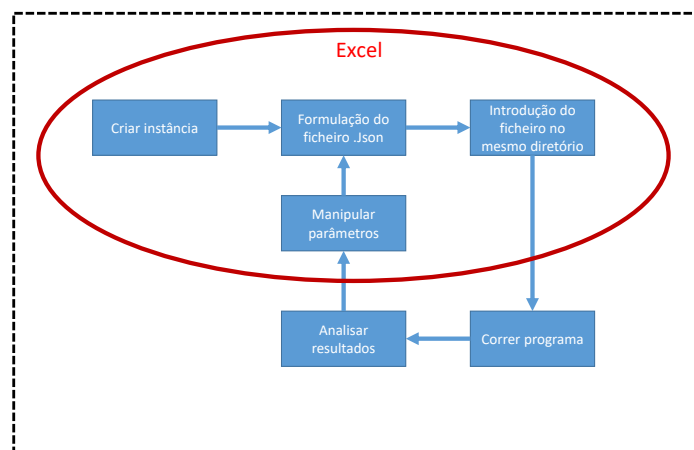 Excel
Criar instância
Formulação do
ficheiro .Json
Introdução do
ficheiro no
mesmo diretório
Manipular
parâmetros
Analisar
resultados
Correr programa